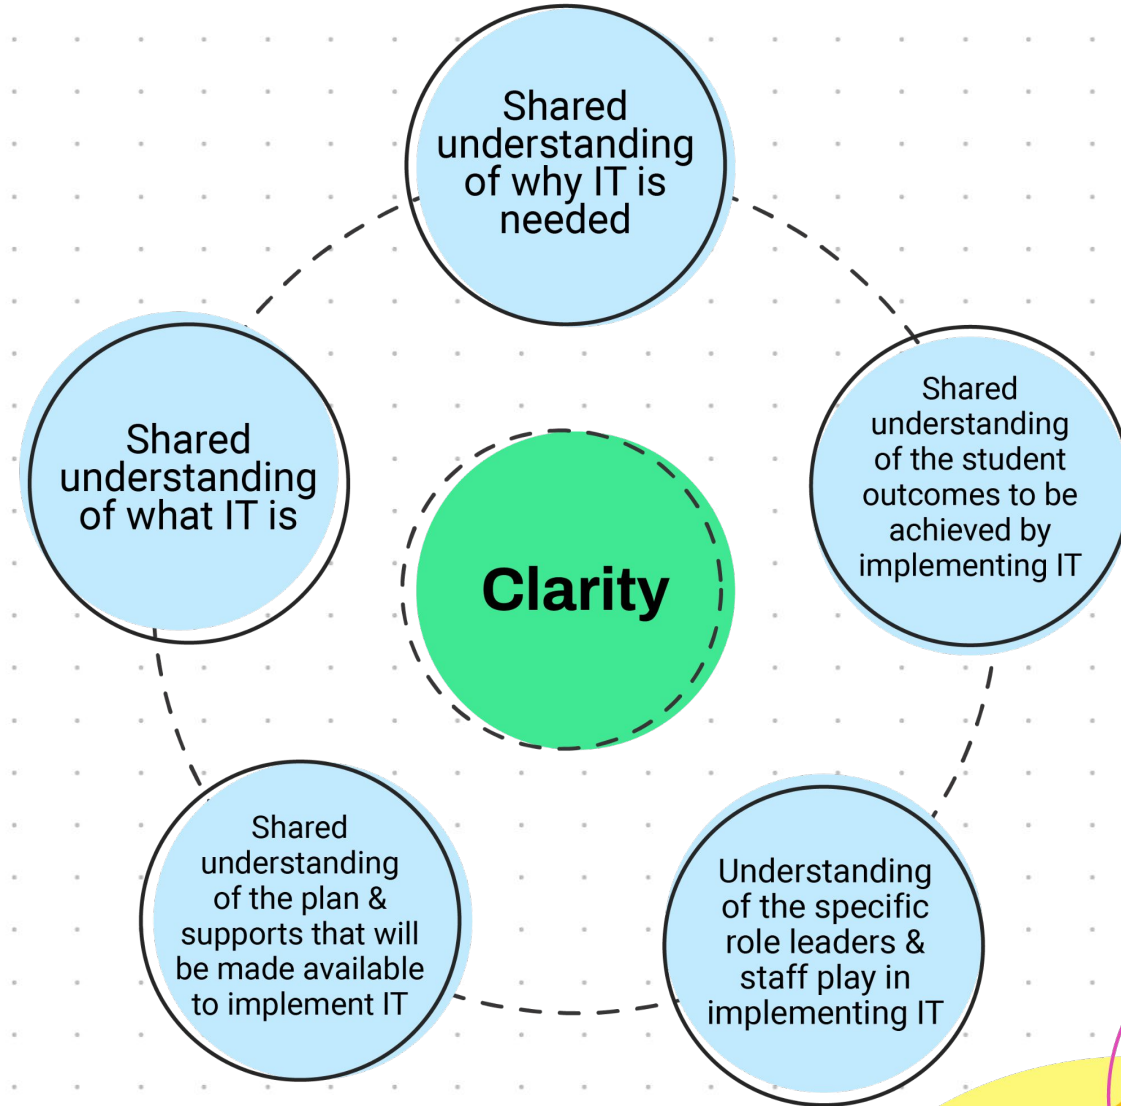 Shared
understanding
of why IT is
needed
Shared
understanding
of what IT is
Shared
understanding
of the student
outcomes to be
achieved by
implementing IT
Clarity
Shared
understanding
of the plan &
supports that will
be made available
to implement IT
Understanding
of the specific
role leaders &
staff play in
implementing IT